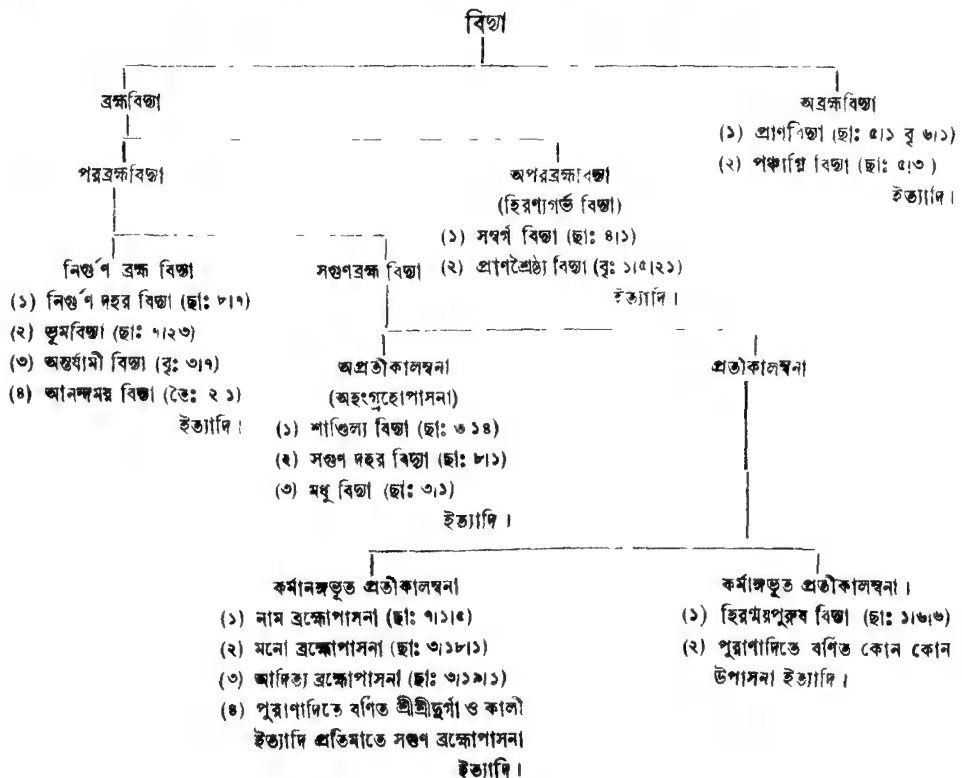 বিদ্যা
ব্রহ্মবিদ্যা
অব্রহ্মবিদ্যা
(১) প্রাণবিদ্যা (ছাঃ ৫।১ বৃ ৬।১)
(২) পঞ্চাগ্নি বিদ্যা (ছাঃ ৫।৩)
ইত্যাদি।
পরব্রহ্মবিদ্যা
অপরব্রহ্মবিদ্যা
(হিরণ্যগর্ভ বিদ্যা)
(১) সম্বর্গ বিদ্যা (ছাঃ ৪।১)
(২) প্রাণশ্রৈষ্ঠ্য বিদ্যা (বৃঃ ১।৫।২১)
ইত্যাদি।
নির্গুণ ব্রহ্ম বিদ্যা
(১) নির্গুণ দহর বিদ্যা (ছাঃ ৮।৭)
(২) ভূমবিদ্যা (ছাঃ ৭।২৩)
(৩) অন্তর্যামী বিদ্যা (বৃঃ ৩।৭)
(৪) আনন্দময় বিদ্যা (তৈঃ ২ ১)
ইত্যাদি।
সগুণব্রহ্ম বিদ্যা
অপ্রতীকালম্বনা
(অহংগ্রহোপাসনা)
(১) শাণ্ডিল্য বিদ্যা (ছাঃ ৩ ১৪)
(২) সগুণ দহর বিদ্যা (ছাঃ ৮।১)
(৩) মধু বিদ্যা (ছাঃ ৩।১)
ইত্যাদি।
প্রতীকালম্বনা
কর্মানঙ্গভূত প্রতীকালম্বনা
(১) নাম ব্রহ্মোপাসনা (ছাঃ ৭।১।৫)
(২) মনো ব্রহ্মোপাসনা (ছাঃ ৩।১৮।১)
(৩) আদিত্য ব্রহ্মোপাসনা (ছাঃ ৩।১৯।১)
(৪) পুরাণাদিতে বর্ণিত শ্রীশ্রীদুর্গা ও কালী
ইত্যাদি প্রতিমাতে সগুণ ব্রহ্মোপাসনা
ইত্যাদি।
কর্মাঙ্গভূত প্রতীকালম্বনা।
(১) হিরণ্ময়পুরুষ বিদ্যা (ছাঃ ১।৬।৬)
(২) পুরাণাদিতে বর্ণিত কোন কোন
উপাসনা ইত্যাদি।